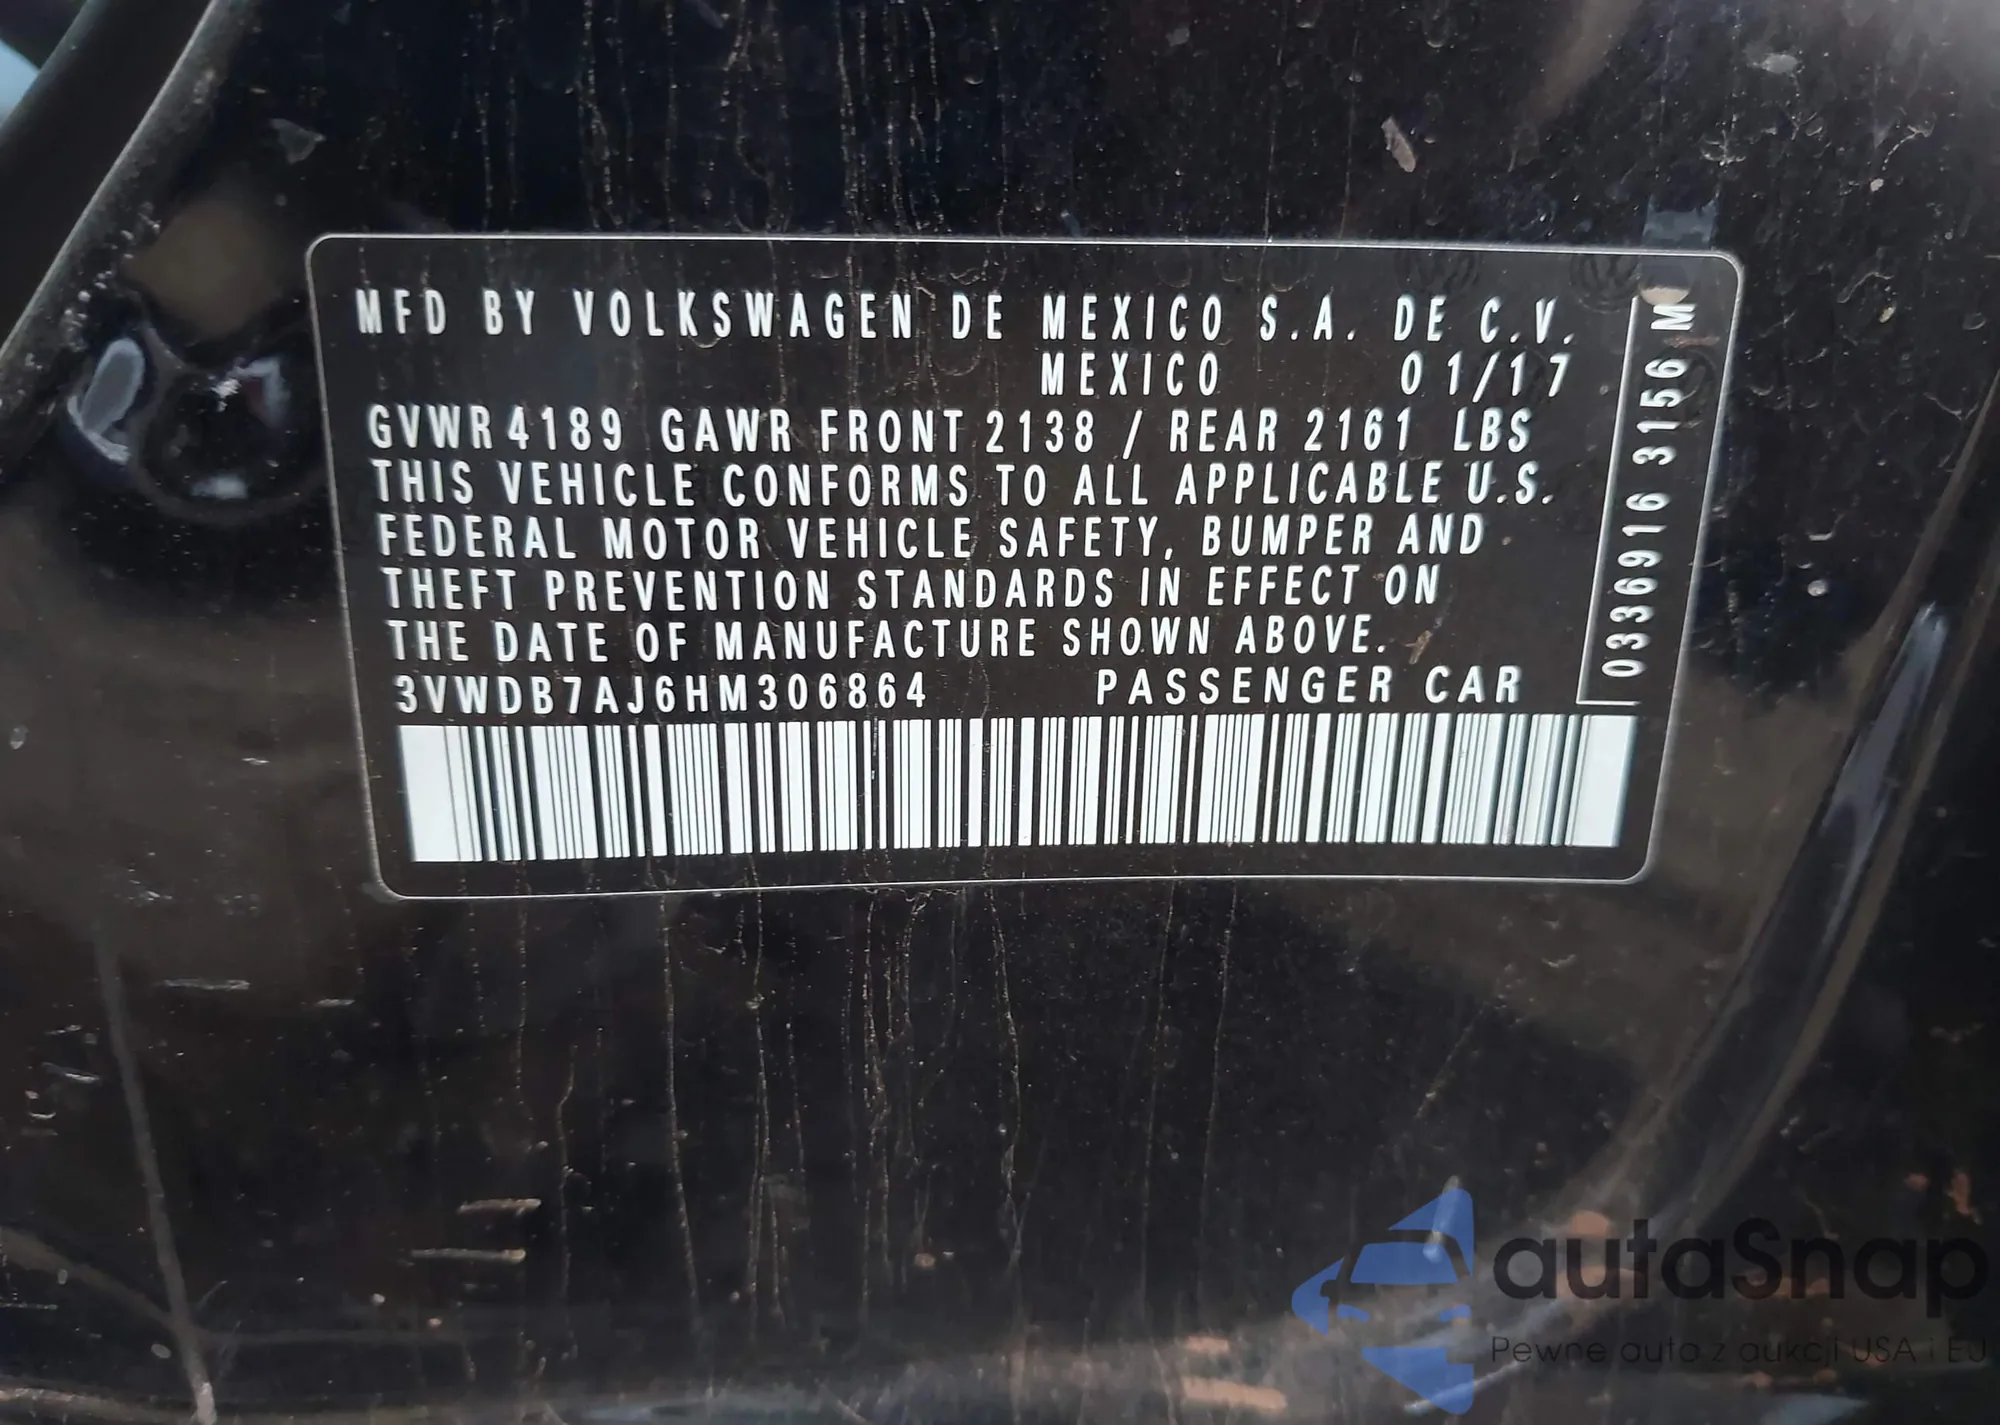 MFD BY VOLKSWAGEN DE MEXICO S.A. DE C.V.
MEXICO 01/17
GVWR 4189 GAWR FRONT 2138 / REAR 2161 LBS
THIS VEHICLE CONFORMS TO ALL APPLICABLE U.S.
FEDERAL MOTOR VEHICLE SAFETY, BUMPER AND
THEFT PREVENTION STANDARDS IN EFFECT ON
THE DATE OF MANUFACTURE SHOWN ABOVE.
3VWDB7AJ6HM306864 PASSENGER CAR
0336916 3156 M
autaSnap
Pewne auto z aukcji USA i EU